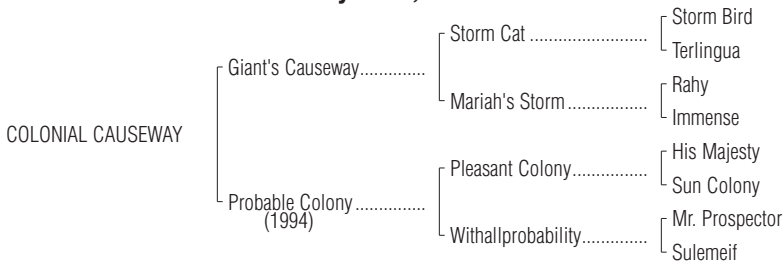 Storm Bird
Storm Cat ..........................
Terlingua
Giant's Causeway..............
Rahy
Mariah's Storm .................
Immense
COLONIAL CAUSEWAY
His Majesty
Pleasant Colony................
Sun Colony
Probable Colony ...............
(1994)
Mr. Prospector
Withallprobability..............
Sulemeif